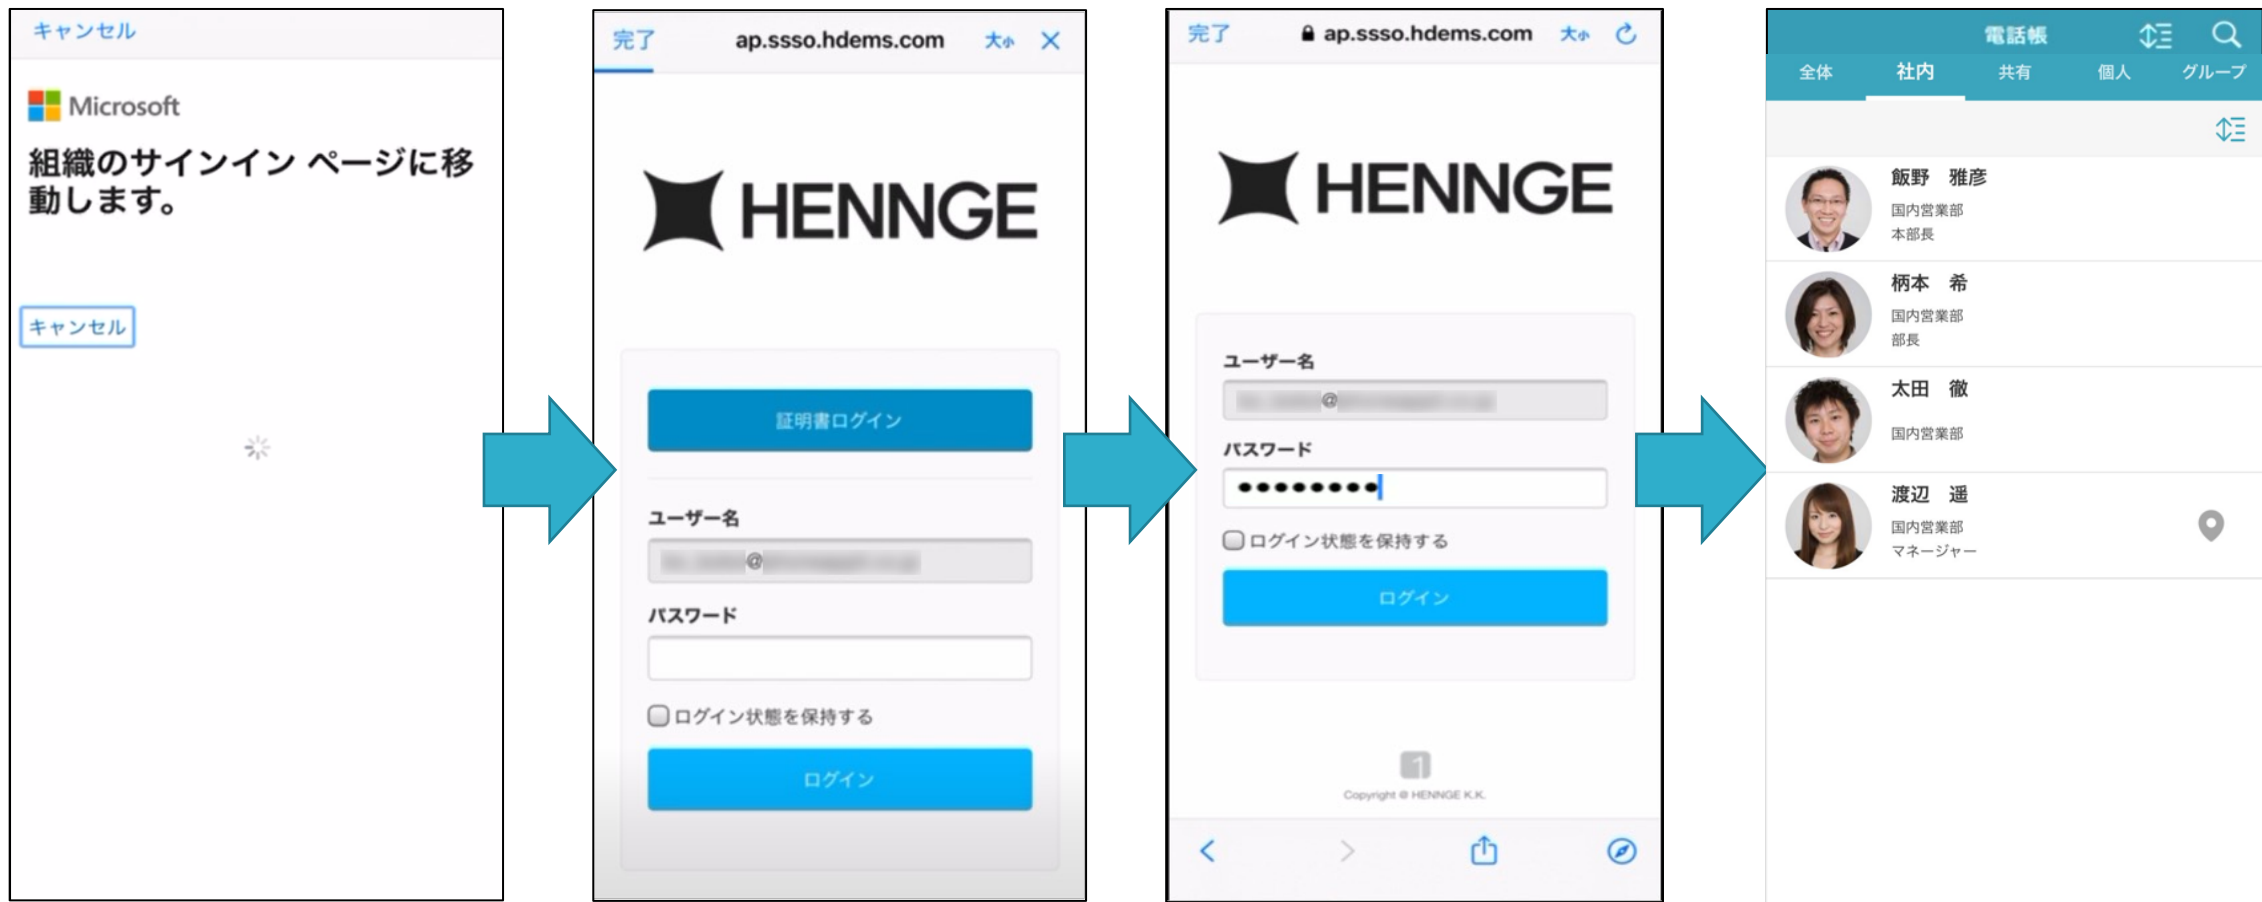 キャンセル
Microsoft
組織のサインイン ページに移
動します。
キャンセル
完了 ap.ssso.hdems.com 大小
HENNGE
証明書ログイン
ユーザー名
@
パスワード
ログイン状態を保持する
ログイン
完了 ap.ssso.hdems.com 大小
HENNGE
ユーザー名
@
パスワード
ログイン状態を保持する
ログイン
1
Copyright @ HENNGE K.K.
電話帳
全体 社内 共有 個人 グループ
飯野 雅彦
国内営業部
本部長
柄本 希
国内営業部
部長
太田 徹
国内営業部
渡辺 遥
国内営業部
マネージャー